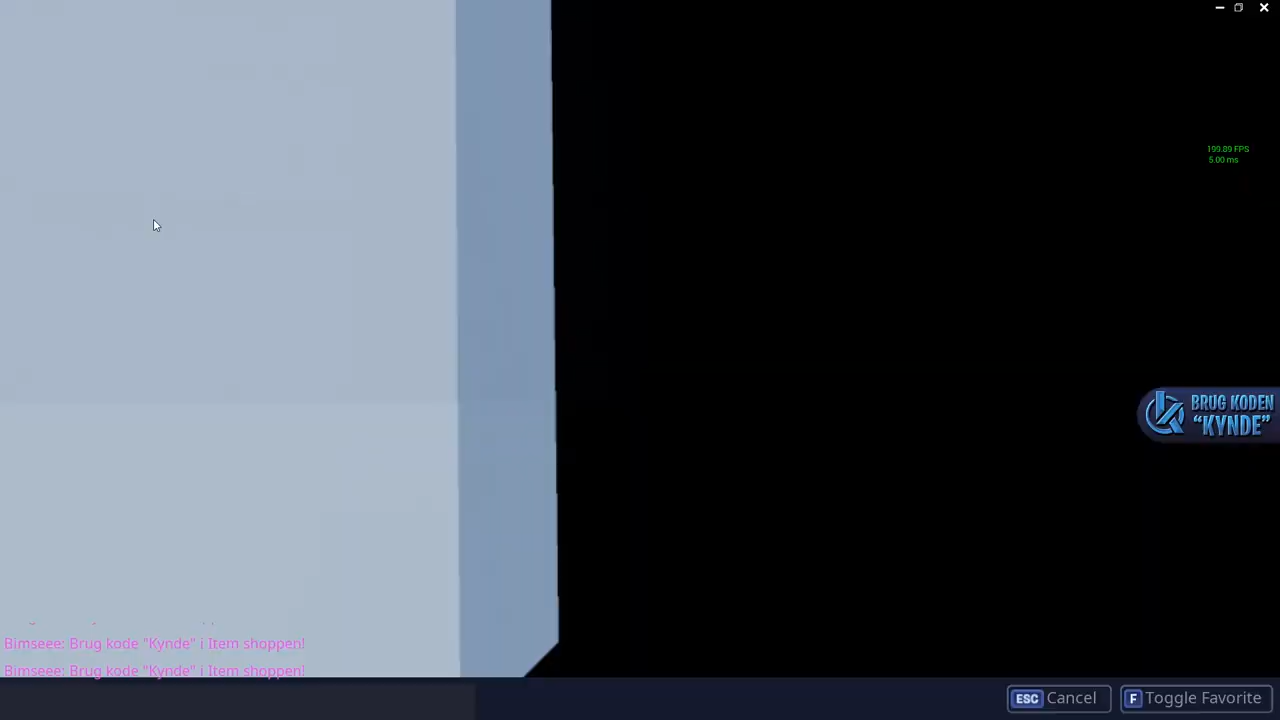 199.89 FPS
5.00 ms
BRUG KODEN
"KYNDE"
Bimseee: Brug kode "Kynde" i Item shoppen!
Bimseee: Brug kode "Kynde" i Item shoppen!
ESC Cancel
F Toggle Favorite